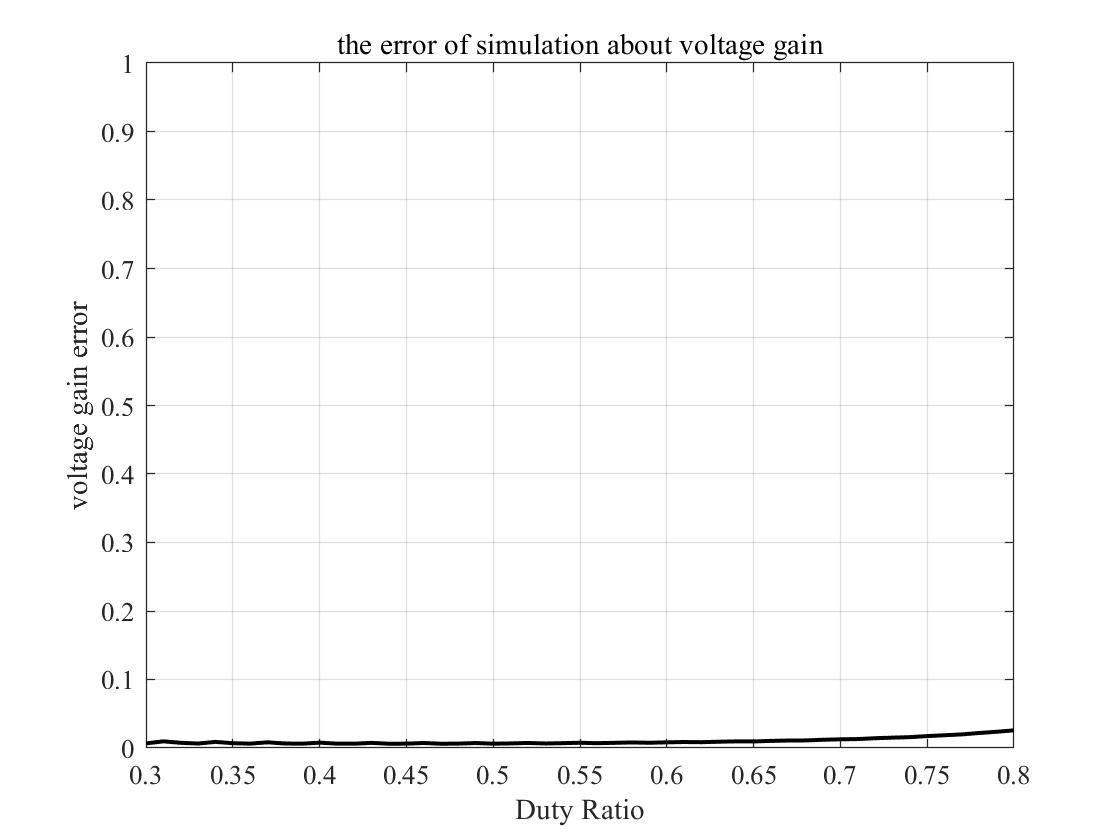 the error of simulation about voltage gain
1
0.9
0.8
0.7
0.6
0.5
0.4
0.3
0.2
0.1
0
voltage gain error
0.3 0.35 0.4 0.45 0.5 0.55 0.6 0.65 0.7 0.75 0.8
Duty Ratio